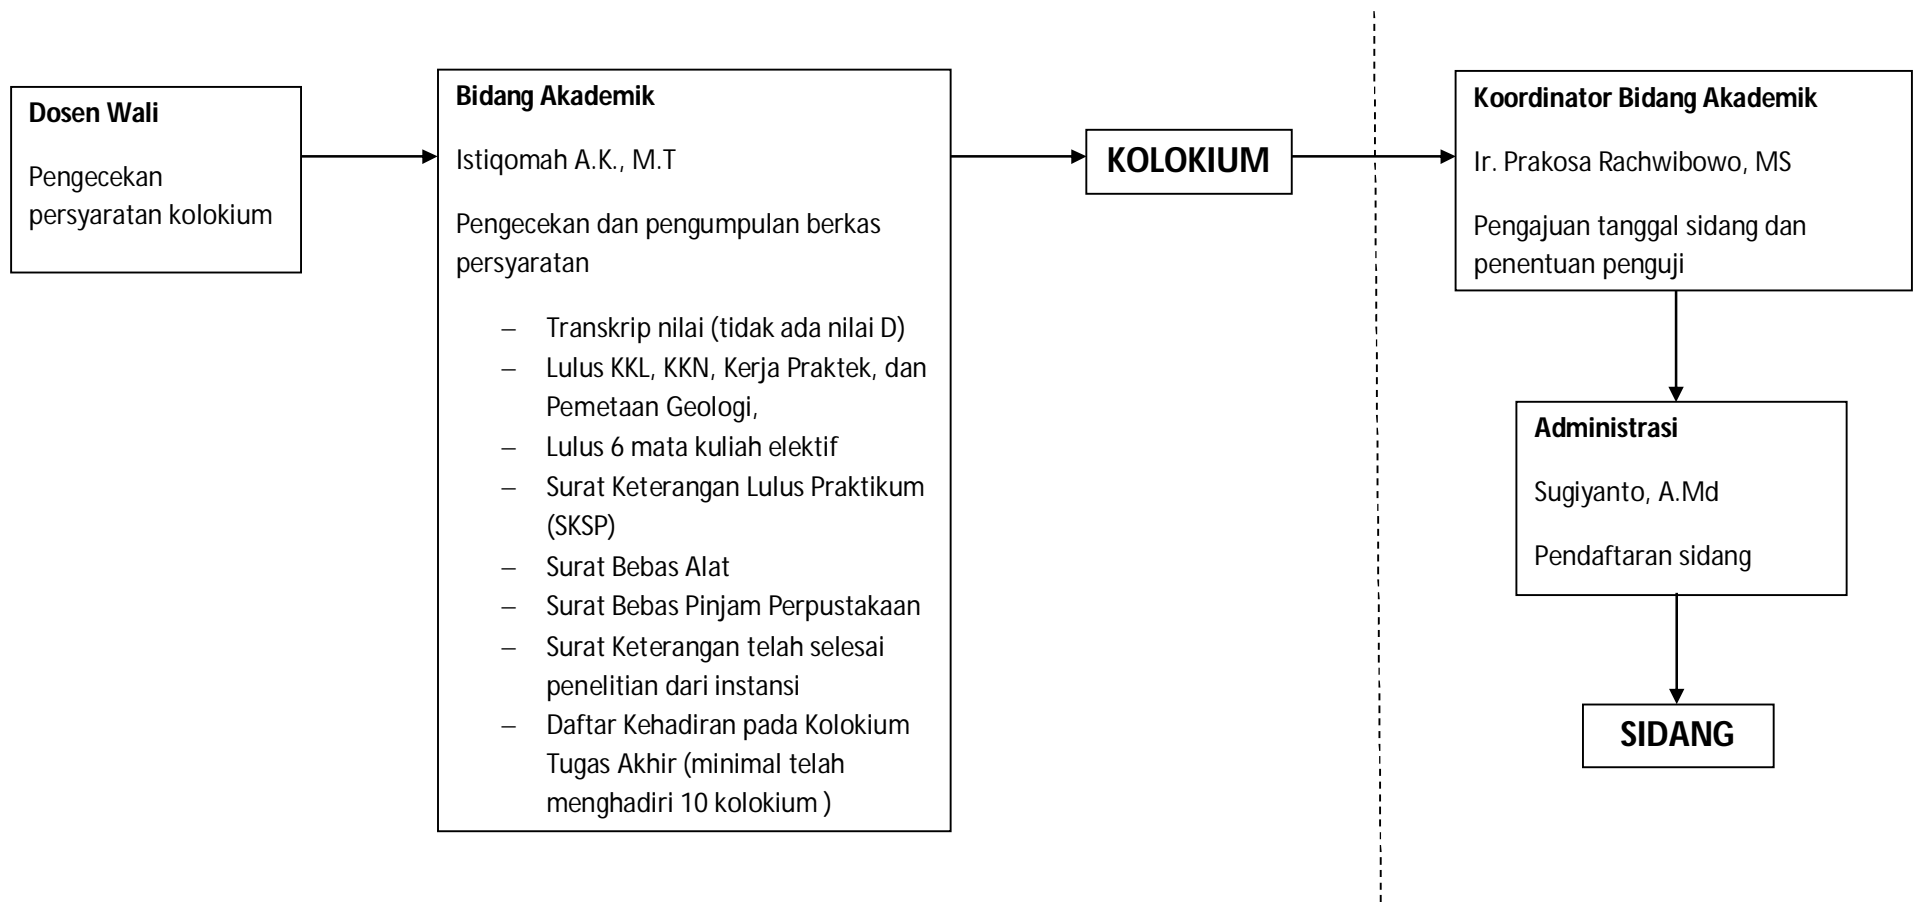 Dosen Wali
Pengecekan
persyaratan kolokium
Bidang Akademik
Istiqomah A.K., M.T
Pengecekan dan pengumpulan berkas
persyaratan
– Transkrip nilai (tidak ada nilai D)
– Lulus KKL, KKN, Kerja Praktek, dan
Pemetaan Geologi,
– Lulus 6 mata kuliah elektif
– Surat Keterangan Lulus Praktikum
(SKSP)
– Surat Bebas Alat
– Surat Bebas Pinjam Perpustakaan
– Surat Keterangan telah selesai
penelitian dari instansi
– Daftar Kehadiran pada Kolokium
Tugas Akhir (minimal telah
menghadiri 10 kolokium )
KOLOKIUM
Koordinator Bidang Akademik
Ir. Prakosa Rachwibowo, MS
Pengajuan tanggal sidang dan
penentuan penguji
Administrasi
Sugiyanto, A.Md
Pendaftaran sidang
SIDANG